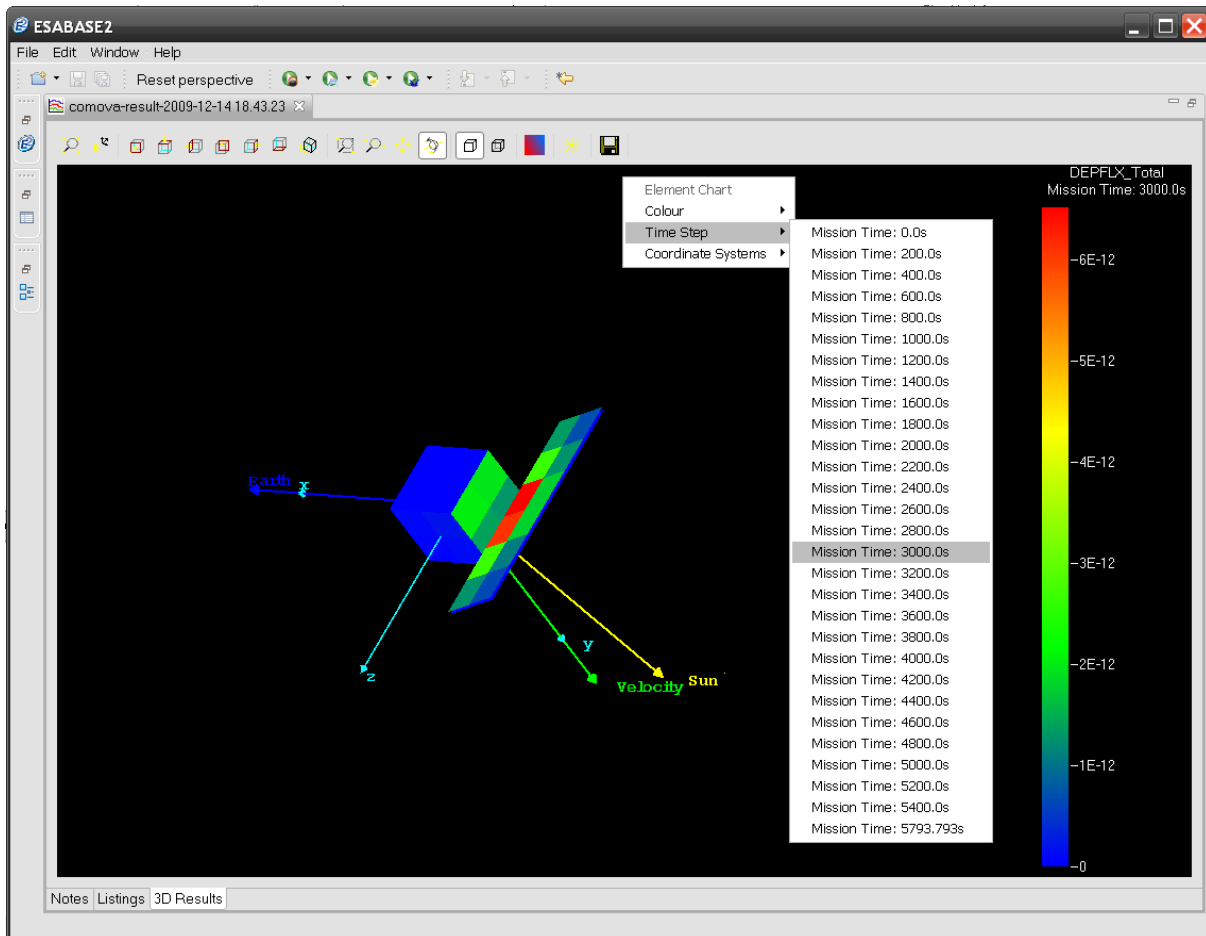 ESABASE2
File Edit Window Help
Reset perspective
comova-result-2009-12-14 18.43.23
DEPFLX_Total
Mission Time: 3000.0s
Element Chart
Colour
Time Step
Coordinate Systems
Mission Time: 0.0s
Mission Time: 200.0s
Mission Time: 400.0s
Mission Time: 600.0s
Mission Time: 800.0s
Mission Time: 1000.0s
Mission Time: 1200.0s
Mission Time: 1400.0s
Mission Time: 1600.0s
Mission Time: 1800.0s
Mission Time: 2000.0s
Mission Time: 2200.0s
Mission Time: 2400.0s
Mission Time: 2600.0s
Mission Time: 2800.0s
Mission Time: 3000.0s
Mission Time: 3200.0s
Mission Time: 3400.0s
Mission Time: 3600.0s
Mission Time: 3800.0s
Mission Time: 4000.0s
Mission Time: 4200.0s
Mission Time: 4400.0s
Mission Time: 4600.0s
Mission Time: 4800.0s
Mission Time: 5000.0s
Mission Time: 5200.0s
Mission Time: 5400.0s
Mission Time: 5793.793s
6E-12
5E-12
4E-12
3E-12
2E-12
1E-12
0
Earth x
y
z
Velocity Sun
Notes Listings 3D Results